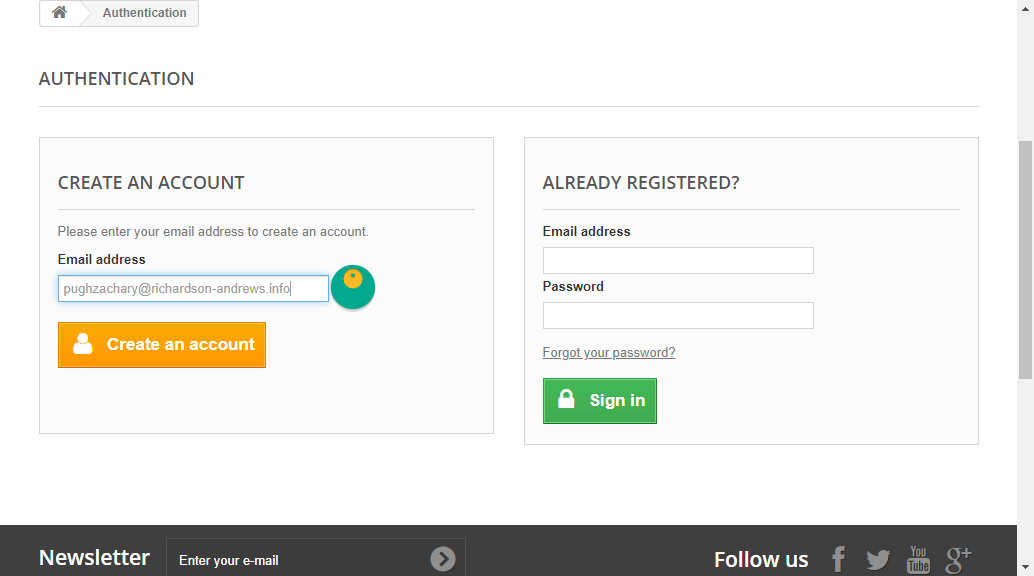 Authentication
AUTHENTICATION
CREATE AN ACCOUNT
Please enter your email address to create an account.
Email address
pughzachary@richardson-andrews.info
Create an account
ALREADY REGISTERED?
Email address
Password
Forgot your password?
Sign in
Newsletter
Enter your e-mail
Follow us
You
Tube
g+